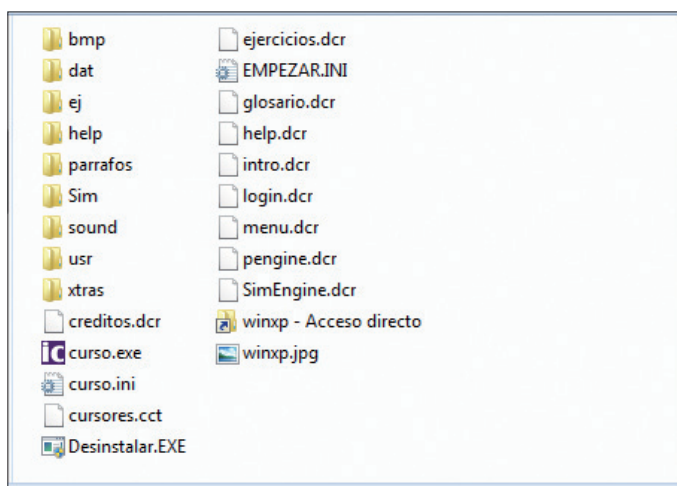 bmp
dat
ej
help
parrafos
Sim
sound
usr
xtras
creditos.dcr
curso.exe
curso.ini
cursores.cct
Desinstalar.EXE
ejercicios.dcr
EMPEZAR.INI
glosario.dcr
help.dcr
intro.dcr
login.dcr
menu.dcr
pengine.dcr
SimEngine.dcr
winxp - Acceso directo
winxp.jpg